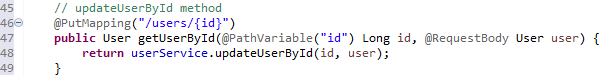 45 // updateUserById method
46 @PutMapping("/users/{id}")
47 public User getUserById(@PathVariable("id") Long id, @RequestBody User user) {
48 return userService.updateUserById(id, user);
49 }